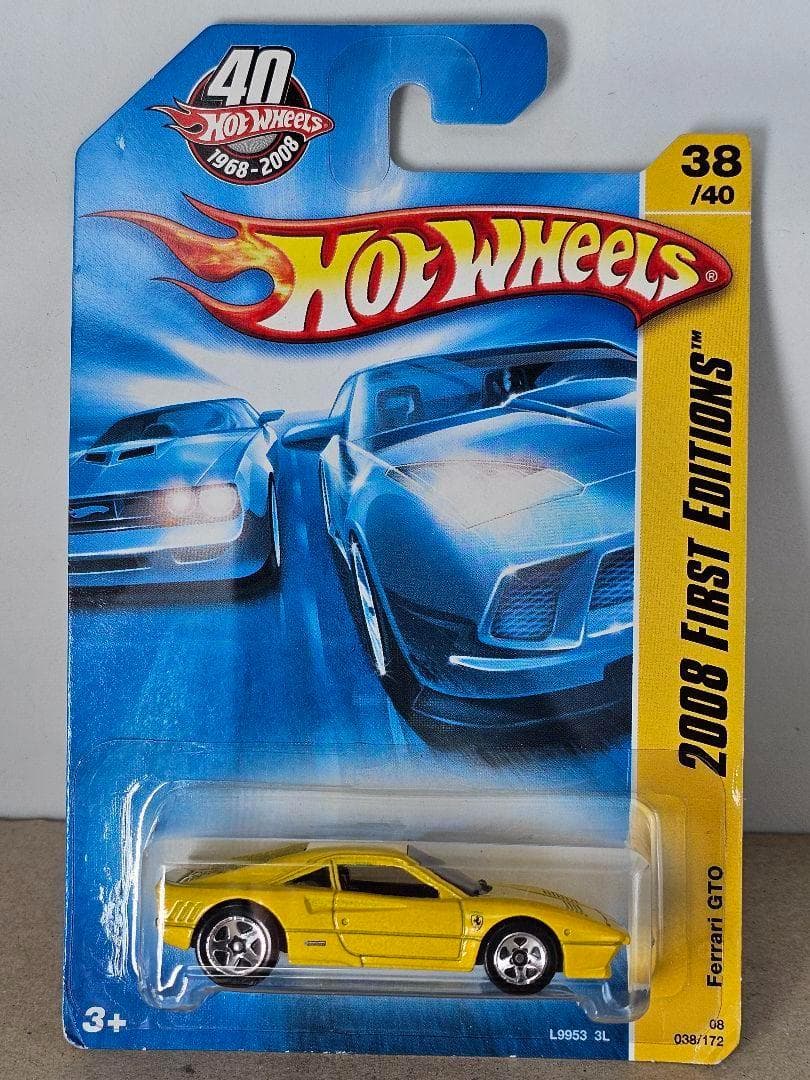 40
HOT WHEELS
1968-2008
38
/40
HOT WHEELS®
2008 FIRST EDITIONS™
Ferrari GTO
3+
L9953 3L
08
038/172